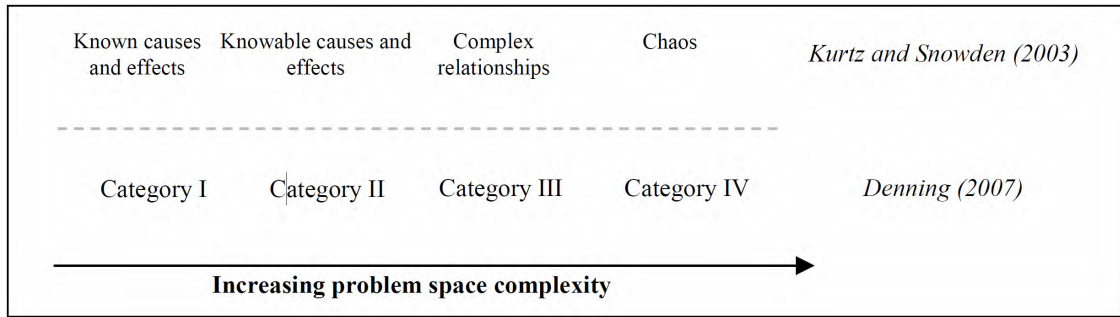 Known causes and effects
Knowable causes and effects
Complex relationships
Chaos
Kurtz and Snowden (2003)
Category I
Category II
Category III
Category IV
Denning (2007)
Increasing problem space complexity